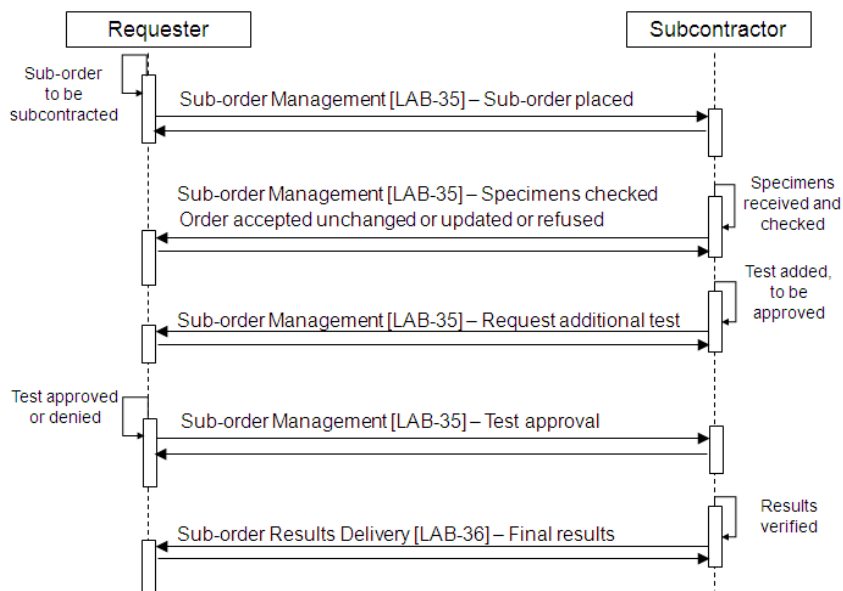 Requester
Subcontractor
Sub-order
to be
subcontracted
Sub-order Management [LAB-35] – Sub-order placed
Sub-order Management [LAB-35] – Specimens checked
Order accepted unchanged or updated or refused
Specimens
received and
checked
Test added,
to be
approved
Sub-order Management [LAB-35] – Request additional test
Test approved
or denied
Sub-order Management [LAB-35] – Test approval
Results
verified
Sub-order Results Delivery [LAB-36] – Final results